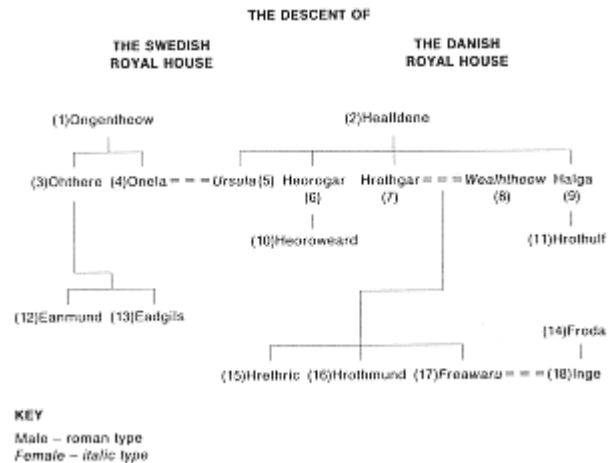 THE DESCENT OF
THE SWEDISH ROYAL HOUSE
THE DANISH ROYAL HOUSE
(1)Ongentheow (2)Healfdene
(3)Ohthere (4)Onela Ursula(5) Heorogar (6) Hrothgar (7) Wealhtheow (8) Halga (9)
(10)Heoroweard (11)Hrothulf
(12)Eanmund (13)Eadgils
(14)Froda
(15)Hrethric (16)Hrothmund (17)Freawaru (18)Inge
KEY
Male – roman type
Female – italic type